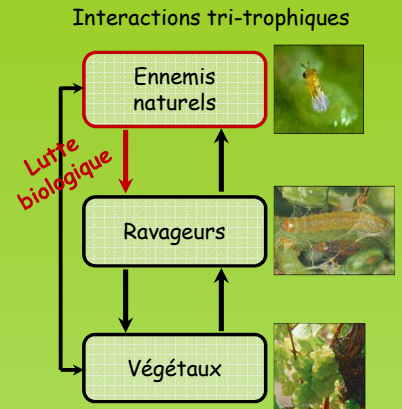 Interactions tri-trophiques
Ennemis
naturels
Lutte
biologique
Ravageurs
Végétaux